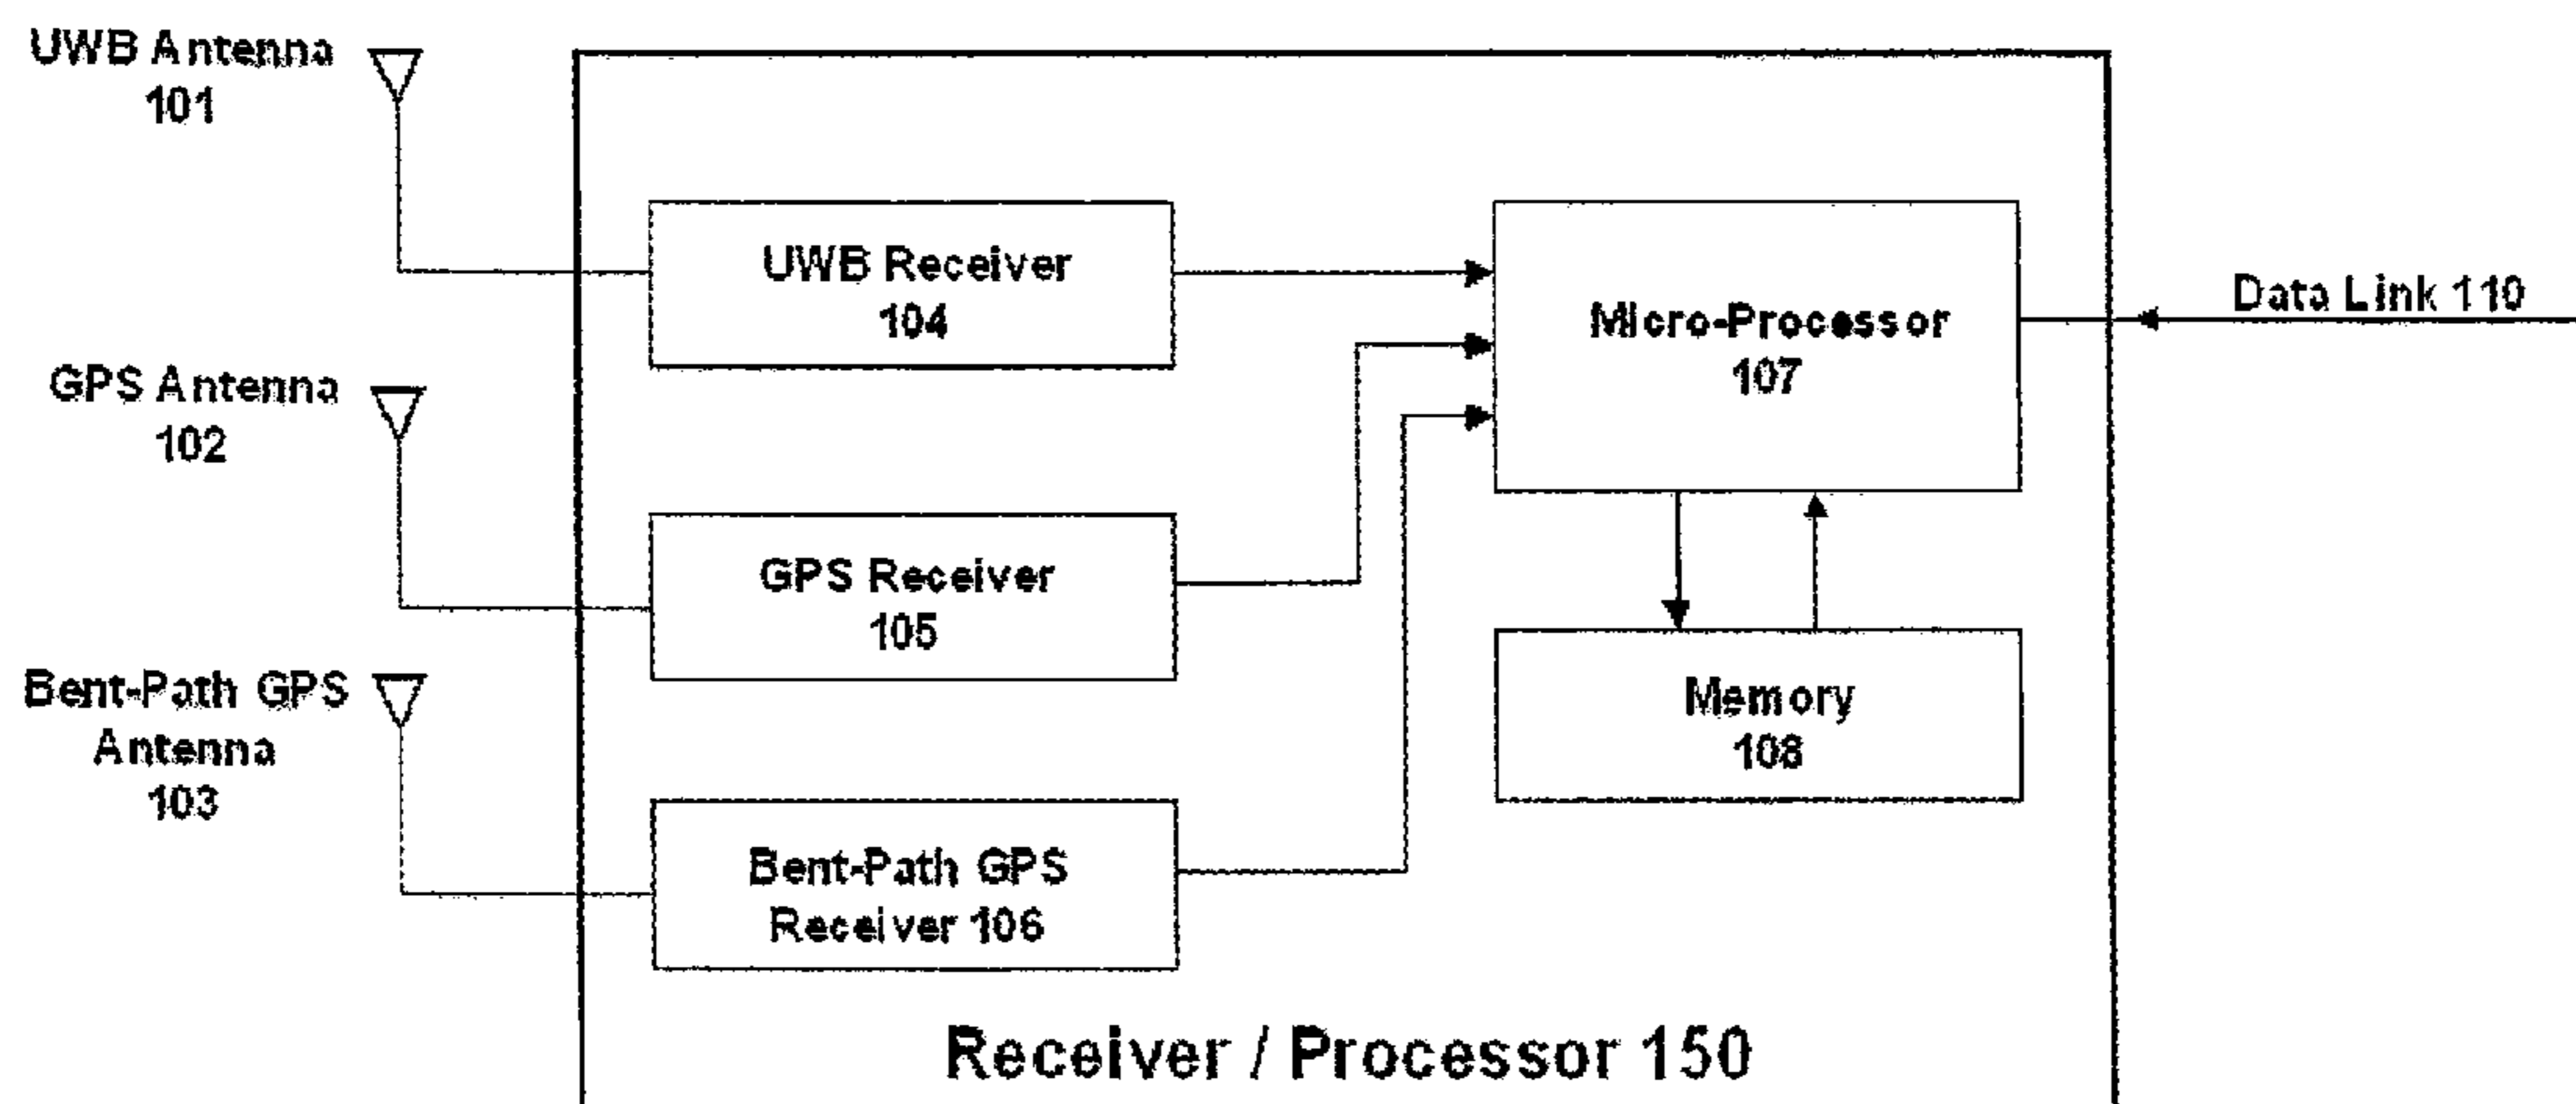 UWB Antenna
101
UWB Receiver
104
Micro-Processor
107
Data Link 110
GPS Antenna
102
GPS Receiver
105
Memory
108
Bent-Path GPS
Antenna
103
Bent-Path GPS
Receiver 106
Receiver / Processor 150